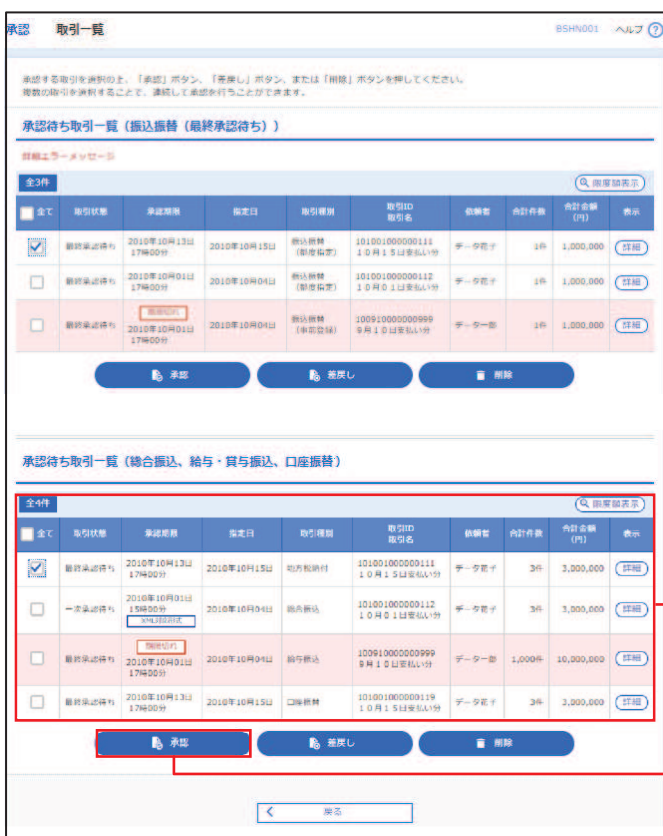 承認 取引一覧 BSHN001 ヘルプ ?
承認する取引を選択の上、「承認」ボタン、「差戻し」ボタン、または「削除」ボタンを押してください。
複数の取引を選択することで、連続して承認を行うことができます。
承認待ち取引一覧（振込振替（最終承認待ち））
詳細エラーメッセージ
全3件 限度額表示
全て 取引状態 承認期限 指定日 取引種別 取引ID 依頼者 合計件数 合計金額 表示
取引名 (円)
最終承認待ち 2010年10月13日 2010年10月15日 振込振替 101001000000111 データ花子 1件 1,000,000 詳細
17時00分 （都度指定） 10月15日支払い分
最終承認待ち 2010年10月01日 2010年10月04日 振込振替 101001000000112 データ花子 1件 1,000,000 詳細
17時00分 （都度指定） 10月01日支払い分
期限切れ
最終承認待ち 2010年10月01日 2010年10月04日 振込振替 100910000000999 データ一郎 1件 1,000,000 詳細
17時00分 （事前登録） 9月10日支払い分
承認 差戻し 削除
承認待ち取引一覧（総合振込、給与・賞与振込、口座振替）
全4件 限度額表示
全て 取引状態 承認期限 指定日 取引種別 取引ID 依頼者 合計件数 合計金額 表示
取引名 (円)
最終承認待ち 2010年10月13日 2010年10月15日 地方税納付 101001000000111 データ花子 3件 3,000,000 詳細
17時00分 10月15日支払い分
一次承認待ち 2010年10月01日 2010年10月04日 総合振込 101001000000112 データ花子 3件 3,000,000 詳細
15時00分 10月01日支払い分
期限切れ
最終承認待ち 2010年10月01日 2010年10月04日 給与振込 100910000000999 データ一郎 1,000件 10,000,000 詳細
17時00分 9月10日支払い分
最終承認待ち 2010年10月13日 2010年10月15日 口座振替 101001000000119 データ花子 3件 3,000,000 詳細
17時00分 10月15日支払い分
承認 差戻し 削除
戻る